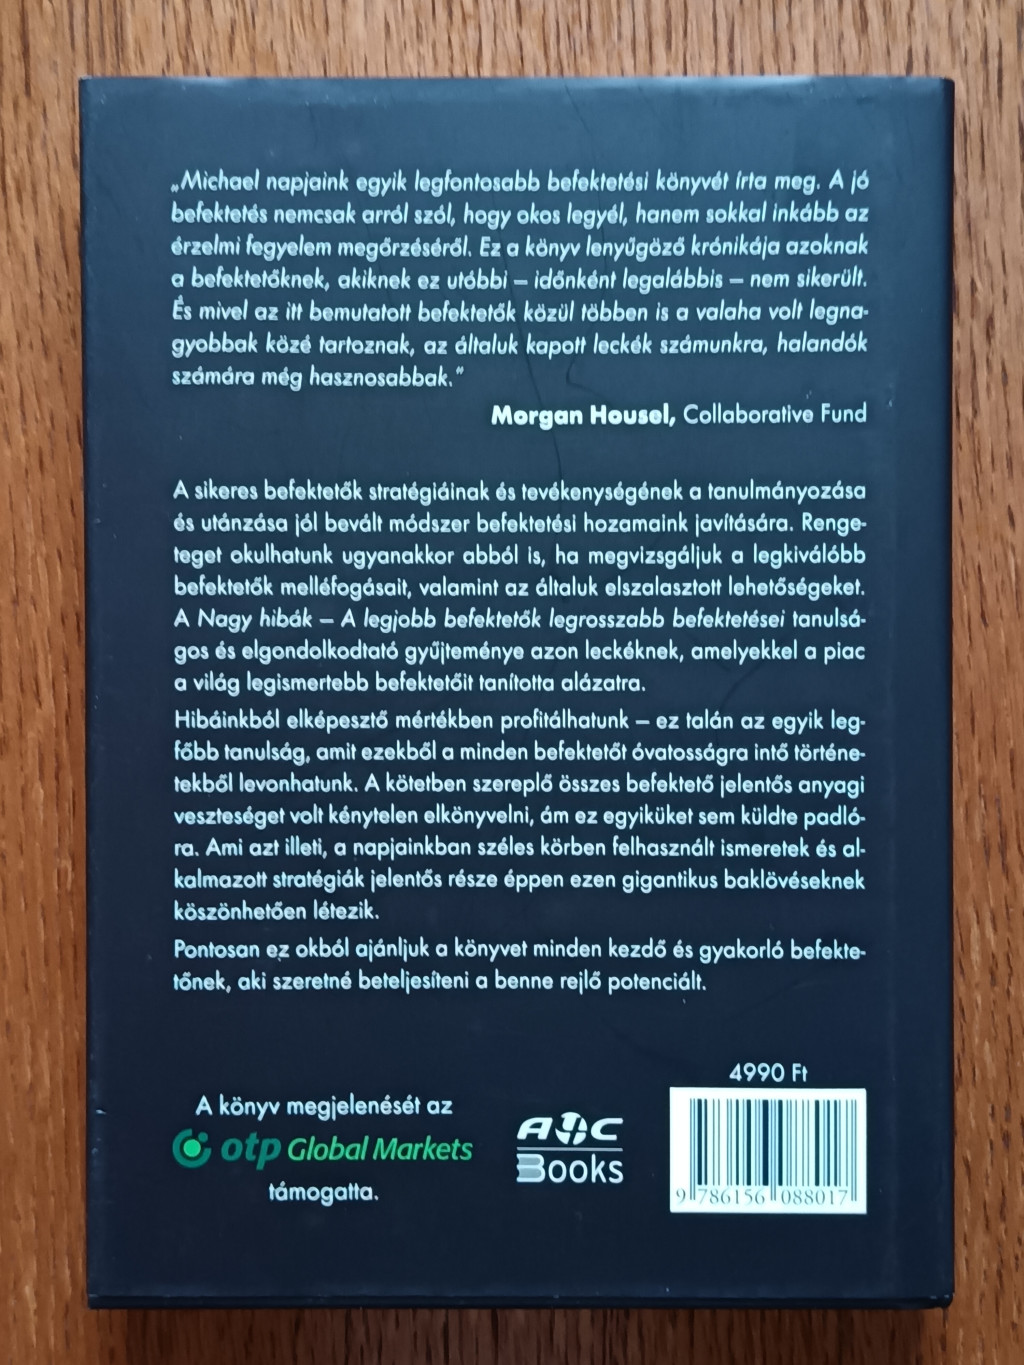 „Michael napjaink egyik legfontosabb befektetési könyvét írta meg. A jó
befektetés nemcsak arról szól, hogy okos legyél, hanem sokkal inkább az
érzelmi fegyelem megőrzéséről. Ez a könyv lenyűgöző krónikája azoknak
a befektetőknek, akiknek ez utóbbi – időnként legalábbis – nem sikerült.
És mivel az itt bemutatott befektetők közül többen is a valaha volt legna-
gyobbak közé tartoznak, az általuk kapott leckék számunkra, halandók
számára még hasznosabbak."
Morgan Housel, Collaborative Fund
A sikeres befektetők stratégiáinak és tevékenységének a tanulmányozása
és utánzása jól bevált módszer befektetési hozamaink javítására. Renge-
teget okulhatunk ugyanakkor abból is, ha megvizsgáljuk a legkiválóbb
befektetők melléfogásait, valamint az általuk elszalasztott lehetőségeket.
A Nagy hibák – A legjobb befektetők legrosszabb befektetései tanulsá-
gos és elgondolkodtató gyűjteménye azon leckéknek, amelyekkel a piac
a világ legismertebb befektetőit tanította alázatra.
Hibáinkból elképesztő mértékben profitálhatunk – ez talán az egyik leg-
főbb tanulság, amit ezekből a minden befektetőt óvatosságra intő történe-
tekből levonhatunk. A kötetben szereplő összes befektető jelentős anyagi
veszteséget volt kénytelen elkönyvelni, ám ez egyiküket sem küldte padló-
ra. Ami azt illeti, a napjainkban széles körben felhasznált ismeretek és al-
kalmazott stratégiák jelentős része éppen ezen gigantikus baklövéseknek
köszönhetően létezik.
Pontosan ez okból ajánljuk a könyvet minden kezdő és gyakorló befekte-
tőnek, aki szeretné beteljesíteni a benne rejlő potenciált.
4990 Ft
A könyv megjelenését az
otp Global Markets
támogatta.
A C
Books
9 786156 088017